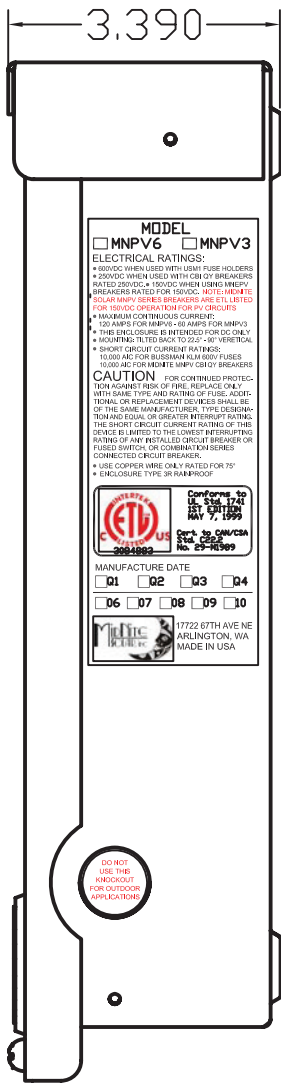 3.390
MODEL
MNPV6 MNPV3
ELECTRICAL RATINGS:
• 600VDC WHEN USED WITH USM1 FUSE HOLDERS
• 250VDC WHEN USED WITH CBI QY BREAKERS
RATED 250VDC. • 150VDC WHEN USING MNEPV
BREAKERS RATED FOR 150VDC. NOTE: MIDNITE
SOLAR MNPV SERIES BREAKERS ARE ETL LISTED
FOR 150VDC OPERATION FOR PV CIRCUITS
• MAXIMUM CONTINUOUS CURRENT:
120 AMPS FOR MNPV6 - 60 AMPS FOR MNPV3
• THIS ENCLOSURE IS INTENDED FOR DC ONLY
• MOUNTING: TILTED BACK TO 22.5° - 90° VERETICAL
• SHORT CIRCUIT CURRENT RATINGS:
10,000 AIC FOR BUSSMAN KLM 600V FUSES
10,000 AIC FOR MIDNITE MNPV CBI QY BREAKERS
CAUTION FOR CONTINUED PROTEC-
TION AGAINST RISK OF FIRE, REPLACE ONLY
WITH SAME TYPE AND RATING OF FUSE. ADDIT-
IONAL OR REPLACEMENT DEVICES SHALL BE
OF THE SAME MANUFACTURER, TYPE DESIGNA-
TION AND EQUAL OR GREATER INTERRUPT RATING.
THE SHORT CIRCUIT CURRENT RATING OF THIS
DEVICE IS LIMITED TO THE LOWEST INTERRUPTING
RATING OF ANY INSTALLED CIRCUIT BREAKER OR
FUSED SWITCH, OR COMBINATION SERIES
CONNECTED CIRCUIT BREAKER.
• USE COPPER WIRE ONLY RATED FOR 75°
• ENCLOSURE TYPE 3R RAINPROOF
INTERTEK
ETL
C LISTED US
3084883
Conforms to
UL Std. 1741
1ST EDITION
MAY 7, 1999
Cert. to CAN/CSA
Std. C22.2
No. 29-M1989
MANUFACTURE DATE
Q1 Q2 Q3 Q4
06 07 08 09 10
MIDNITE
SOLAR INC
17722 67TH AVE NE
ARLINGTON, WA
MADE IN USA
DO NOT
USE THIS
KNOCKOUT
FOR OUTDOOR
APPLICATIONS